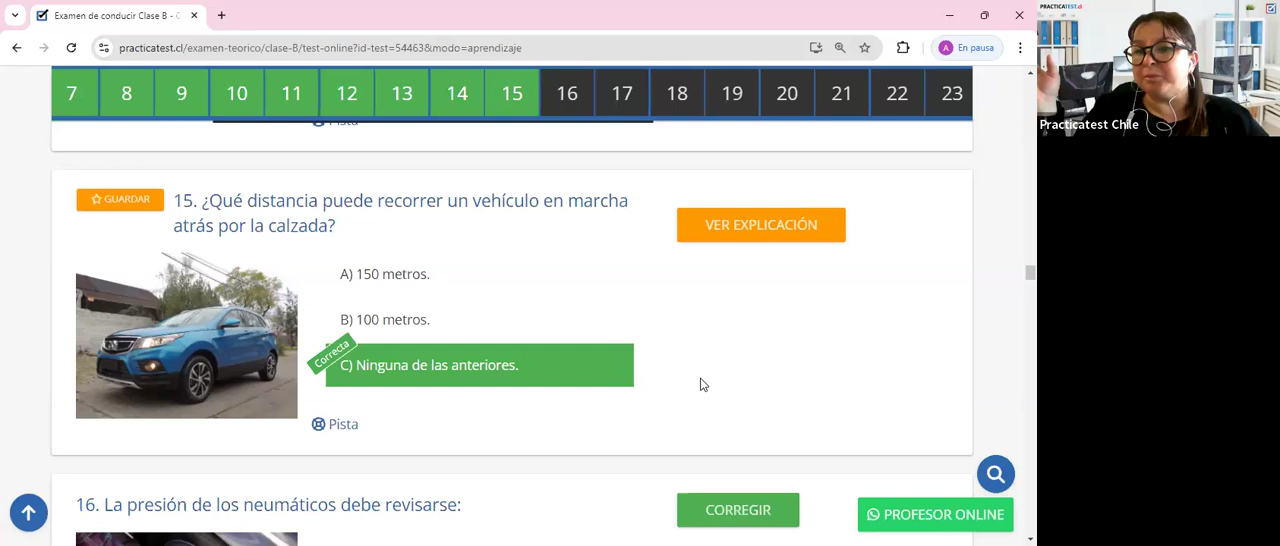 Examen de conducir Clase B - C
practicatest.cl/examen-teorico/clase-B/test-online?id-test=54463&modo=aprendizaje
A En pausa
7 8 9 10 11 12 13 14 15 16 17 18 19 20 21 22 23
Pista
GUARDAR
15. ¿Qué distancia puede recorrer un vehículo en marcha
atrás por la calzada?
VER EXPLICACIÓN
A) 150 metros.
B) 100 metros.
Correcta
C) Ninguna de las anteriores.
Pista
16. La presión de los neumáticos debe revisarse:
CORREGIR
PROFESOR ONLINE
PRACTICATEST.cl
Practicatest Chile